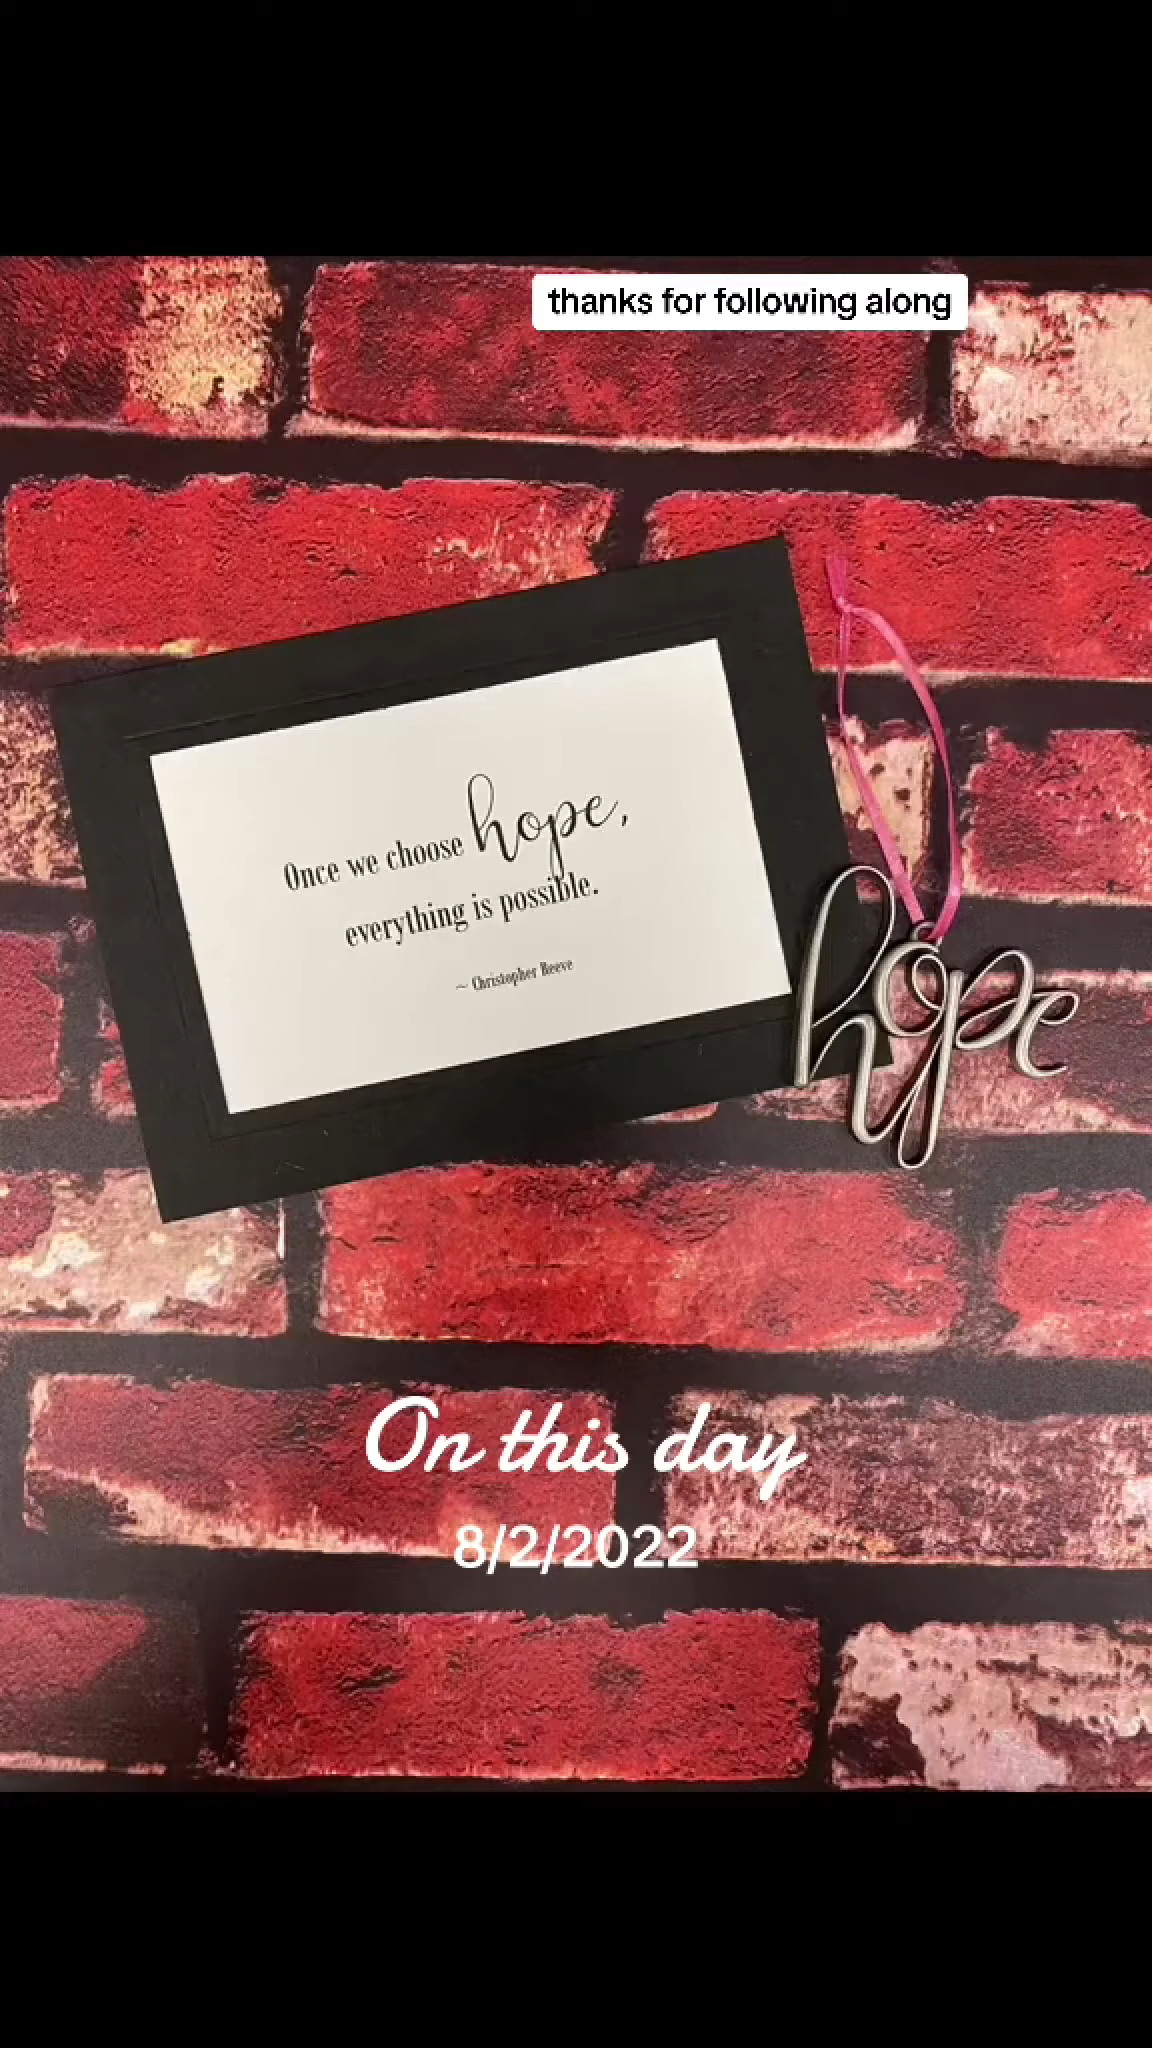 thanks for following along
Once we choose hope,
everything is possible.
~ Christopher Reeve
hope
On this day
8/2/2022